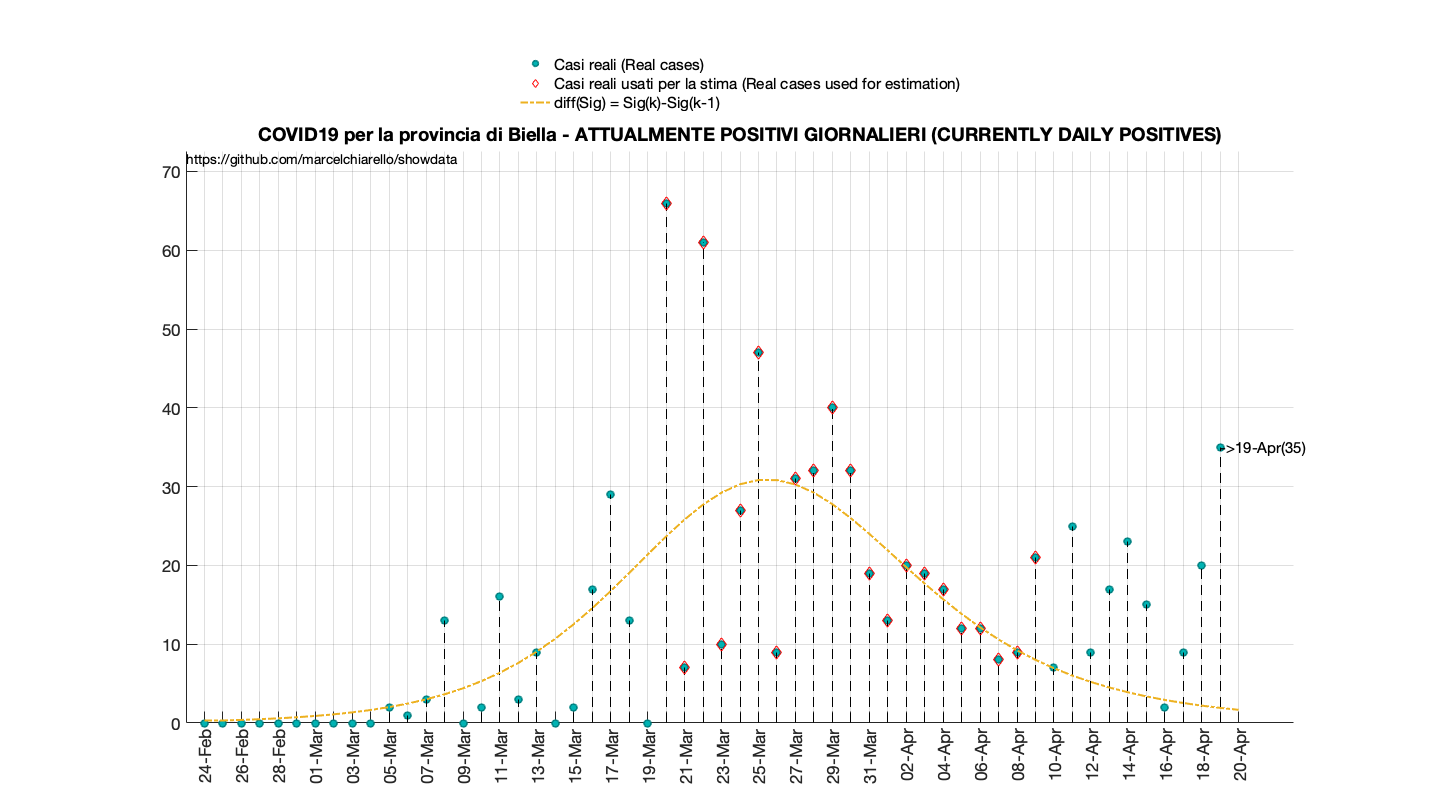 Casi reali (Real cases)
Casi reali usati per la stima (Real cases used for estimation)
diff(Sig) = Sig(k)-Sig(k-1)
COVID19 per la provincia di Biella - ATTUALMENTE POSITIVI GIORNALIERI (CURRENTLY DAILY POSITIVES)
https://github.com/marcelchiarello/showdata
70
60
50
40
30
20
10
0
>19-Apr(35)
24-Feb
26-Feb
28-Feb
01-Mar
03-Mar
05-Mar
07-Mar
09-Mar
11-Mar
13-Mar
15-Mar
17-Mar
19-Mar
21-Mar
23-Mar
25-Mar
27-Mar
29-Mar
31-Mar
02-Apr
04-Apr
06-Apr
08-Apr
10-Apr
12-Apr
14-Apr
16-Apr
18-Apr
20-Apr